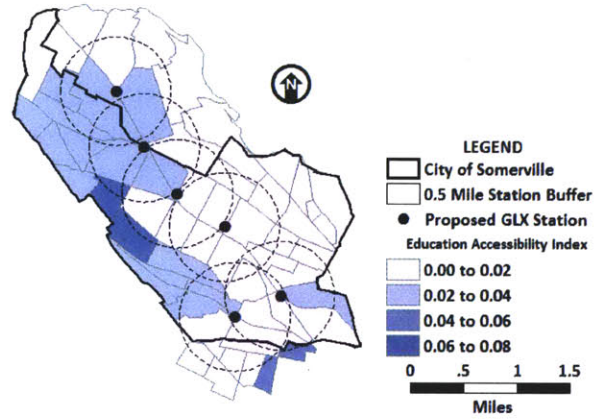 N
LEGEND
City of Somerville
0.5 Mile Station Buffer
Proposed GLX Station
Education Accessibility Index
0.00 to 0.02
0.02 to 0.04
0.04 to 0.06
0.06 to 0.08
0 .5 1 1.5
Miles